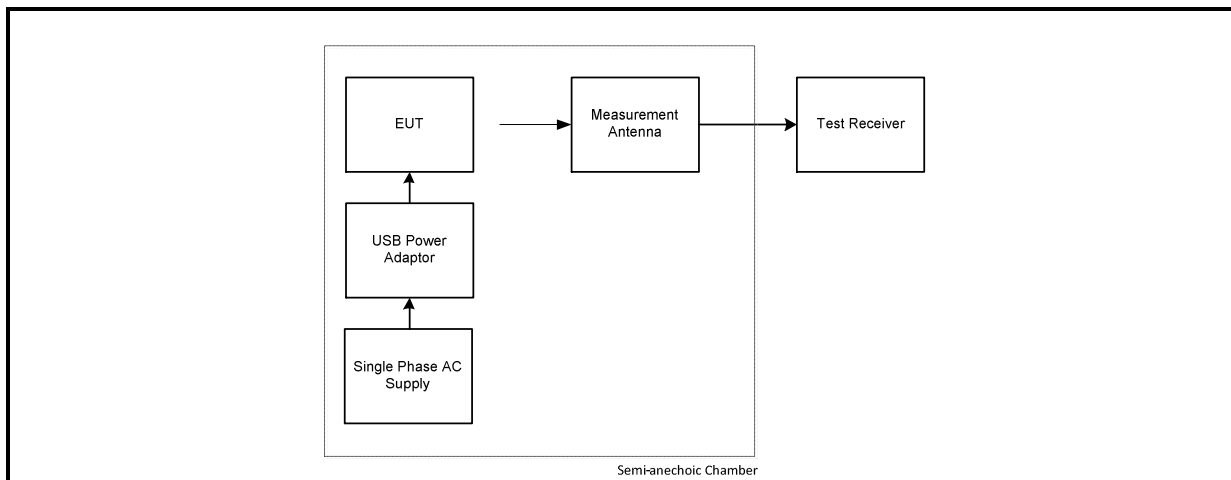 EUT
Measurement
Antenna
Test Receiver
USB Power
Adaptor
Single Phase AC
Supply
Semi-anechoic Chamber